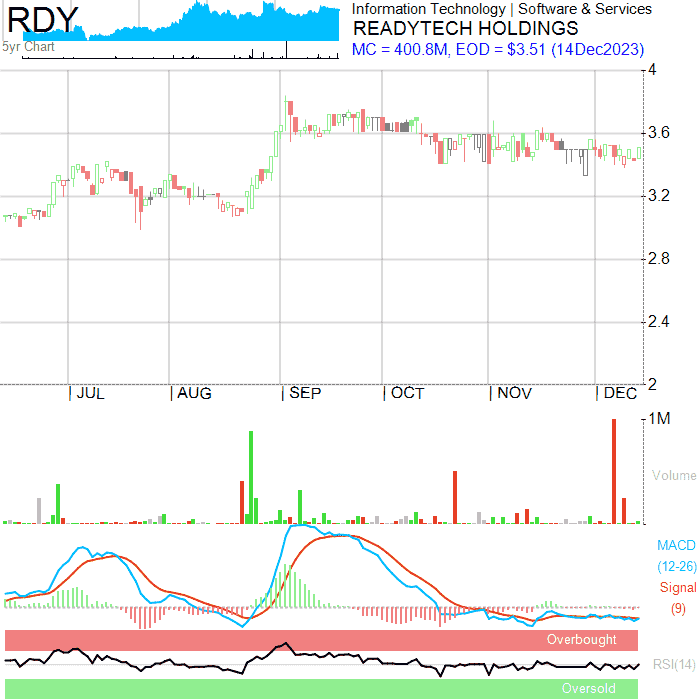 RDY
5yr Chart
Information Technology | Software & Services
READYTECH HOLDINGS
MC = 400.8M, EOD = $3.51 (14Dec2023)
4
3.6
3.2
2.8
2.4
2
| JUL | AUG | SEP | OCT | NOV | DEC
1M
Volume
MACD
(12-26)
Signal
(9)
Overbought
RSI(14)
Oversold